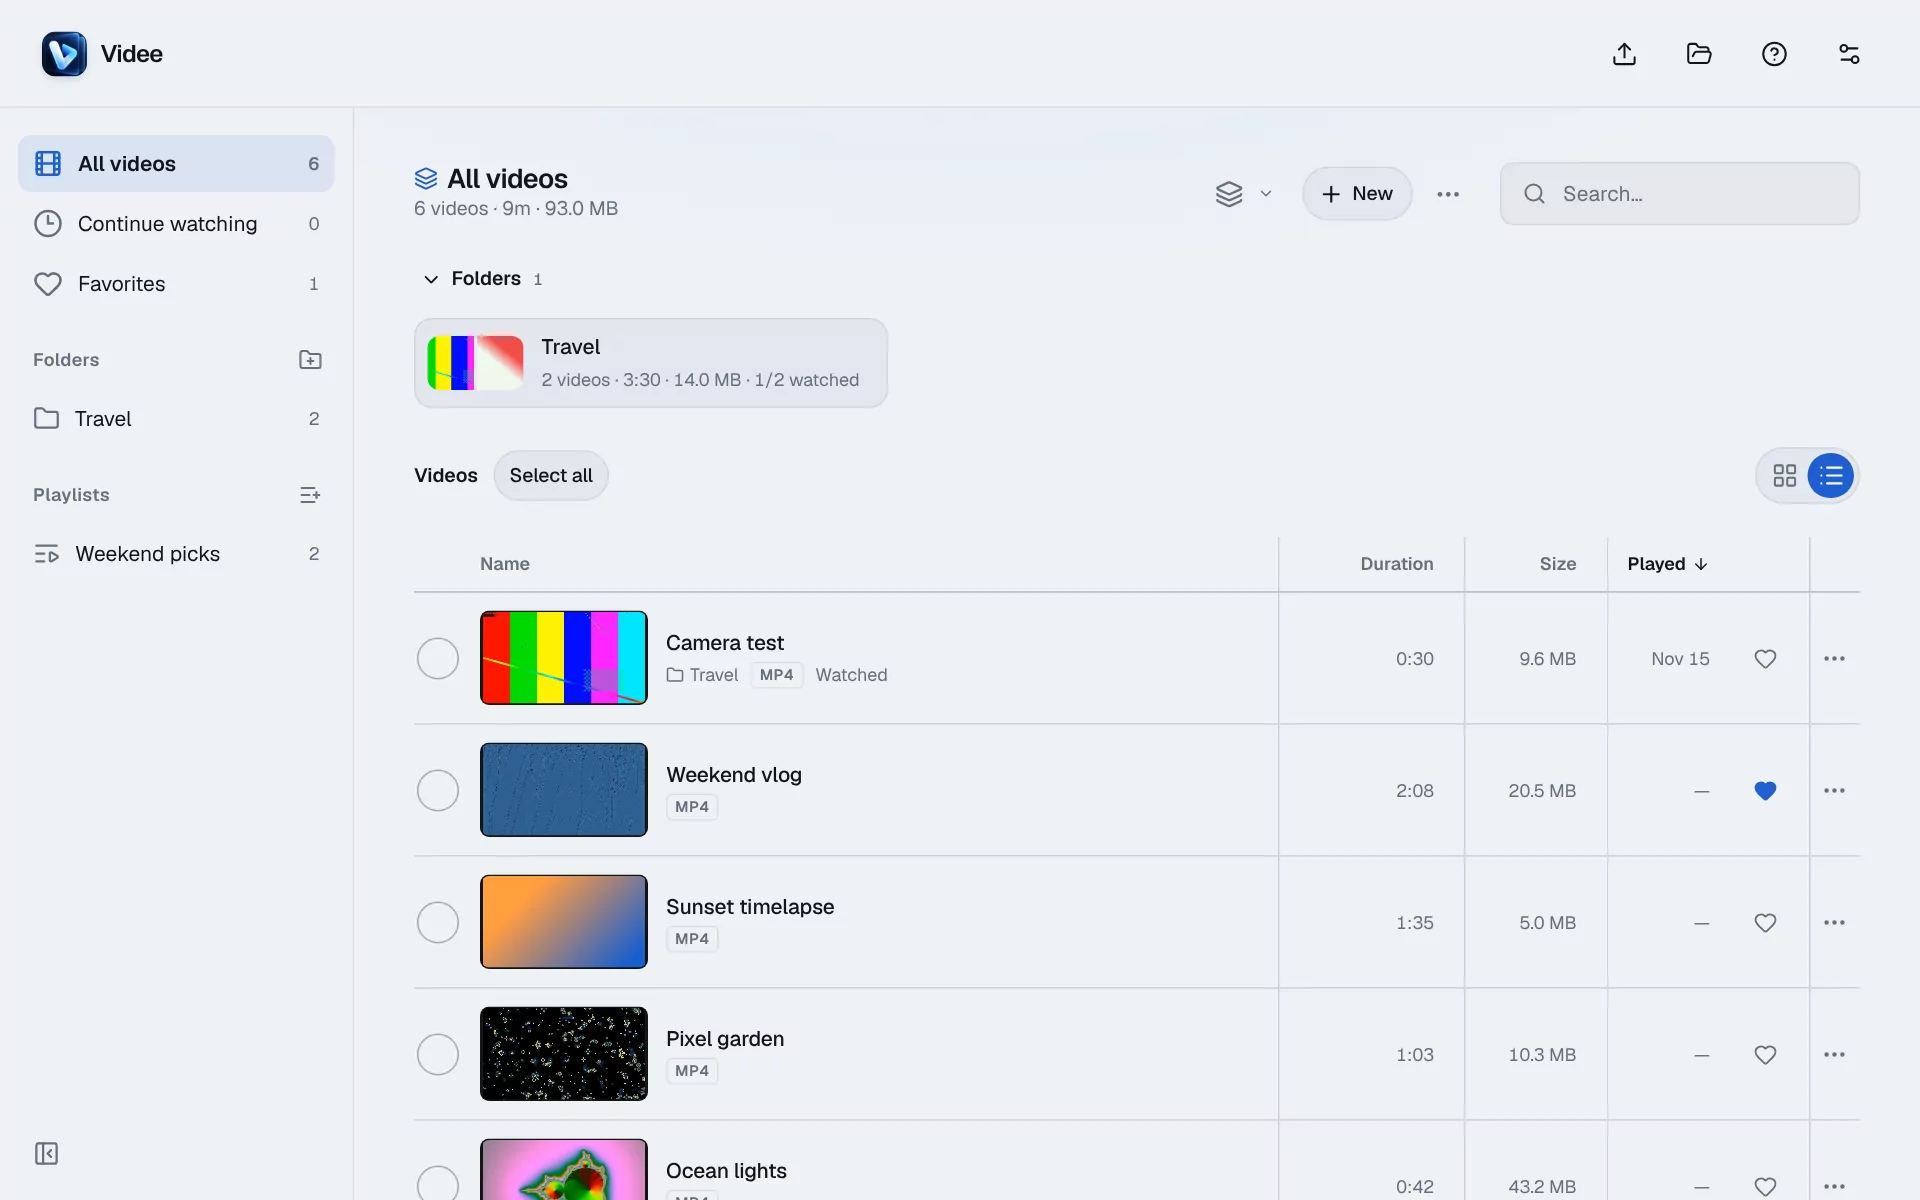 Videe
All videos 6
Continue watching 0
Favorites 1
Folders
Travel 2
Playlists
Weekend picks 2
All videos
6 videos · 9m · 93.0 MB
New
Search...
Folders 1
Travel
2 videos · 3:30 · 14.0 MB · 1/2 watched
Videos Select all
Name Duration Size Played
Camera test
Travel MP4 Watched
0:30 9.6 MB Nov 15
Weekend vlog
MP4
2:08 20.5 MB —
Sunset timelapse
MP4
1:35 5.0 MB —
Pixel garden
MP4
1:03 10.3 MB —
Ocean lights
MP4
0:42 43.2 MB —